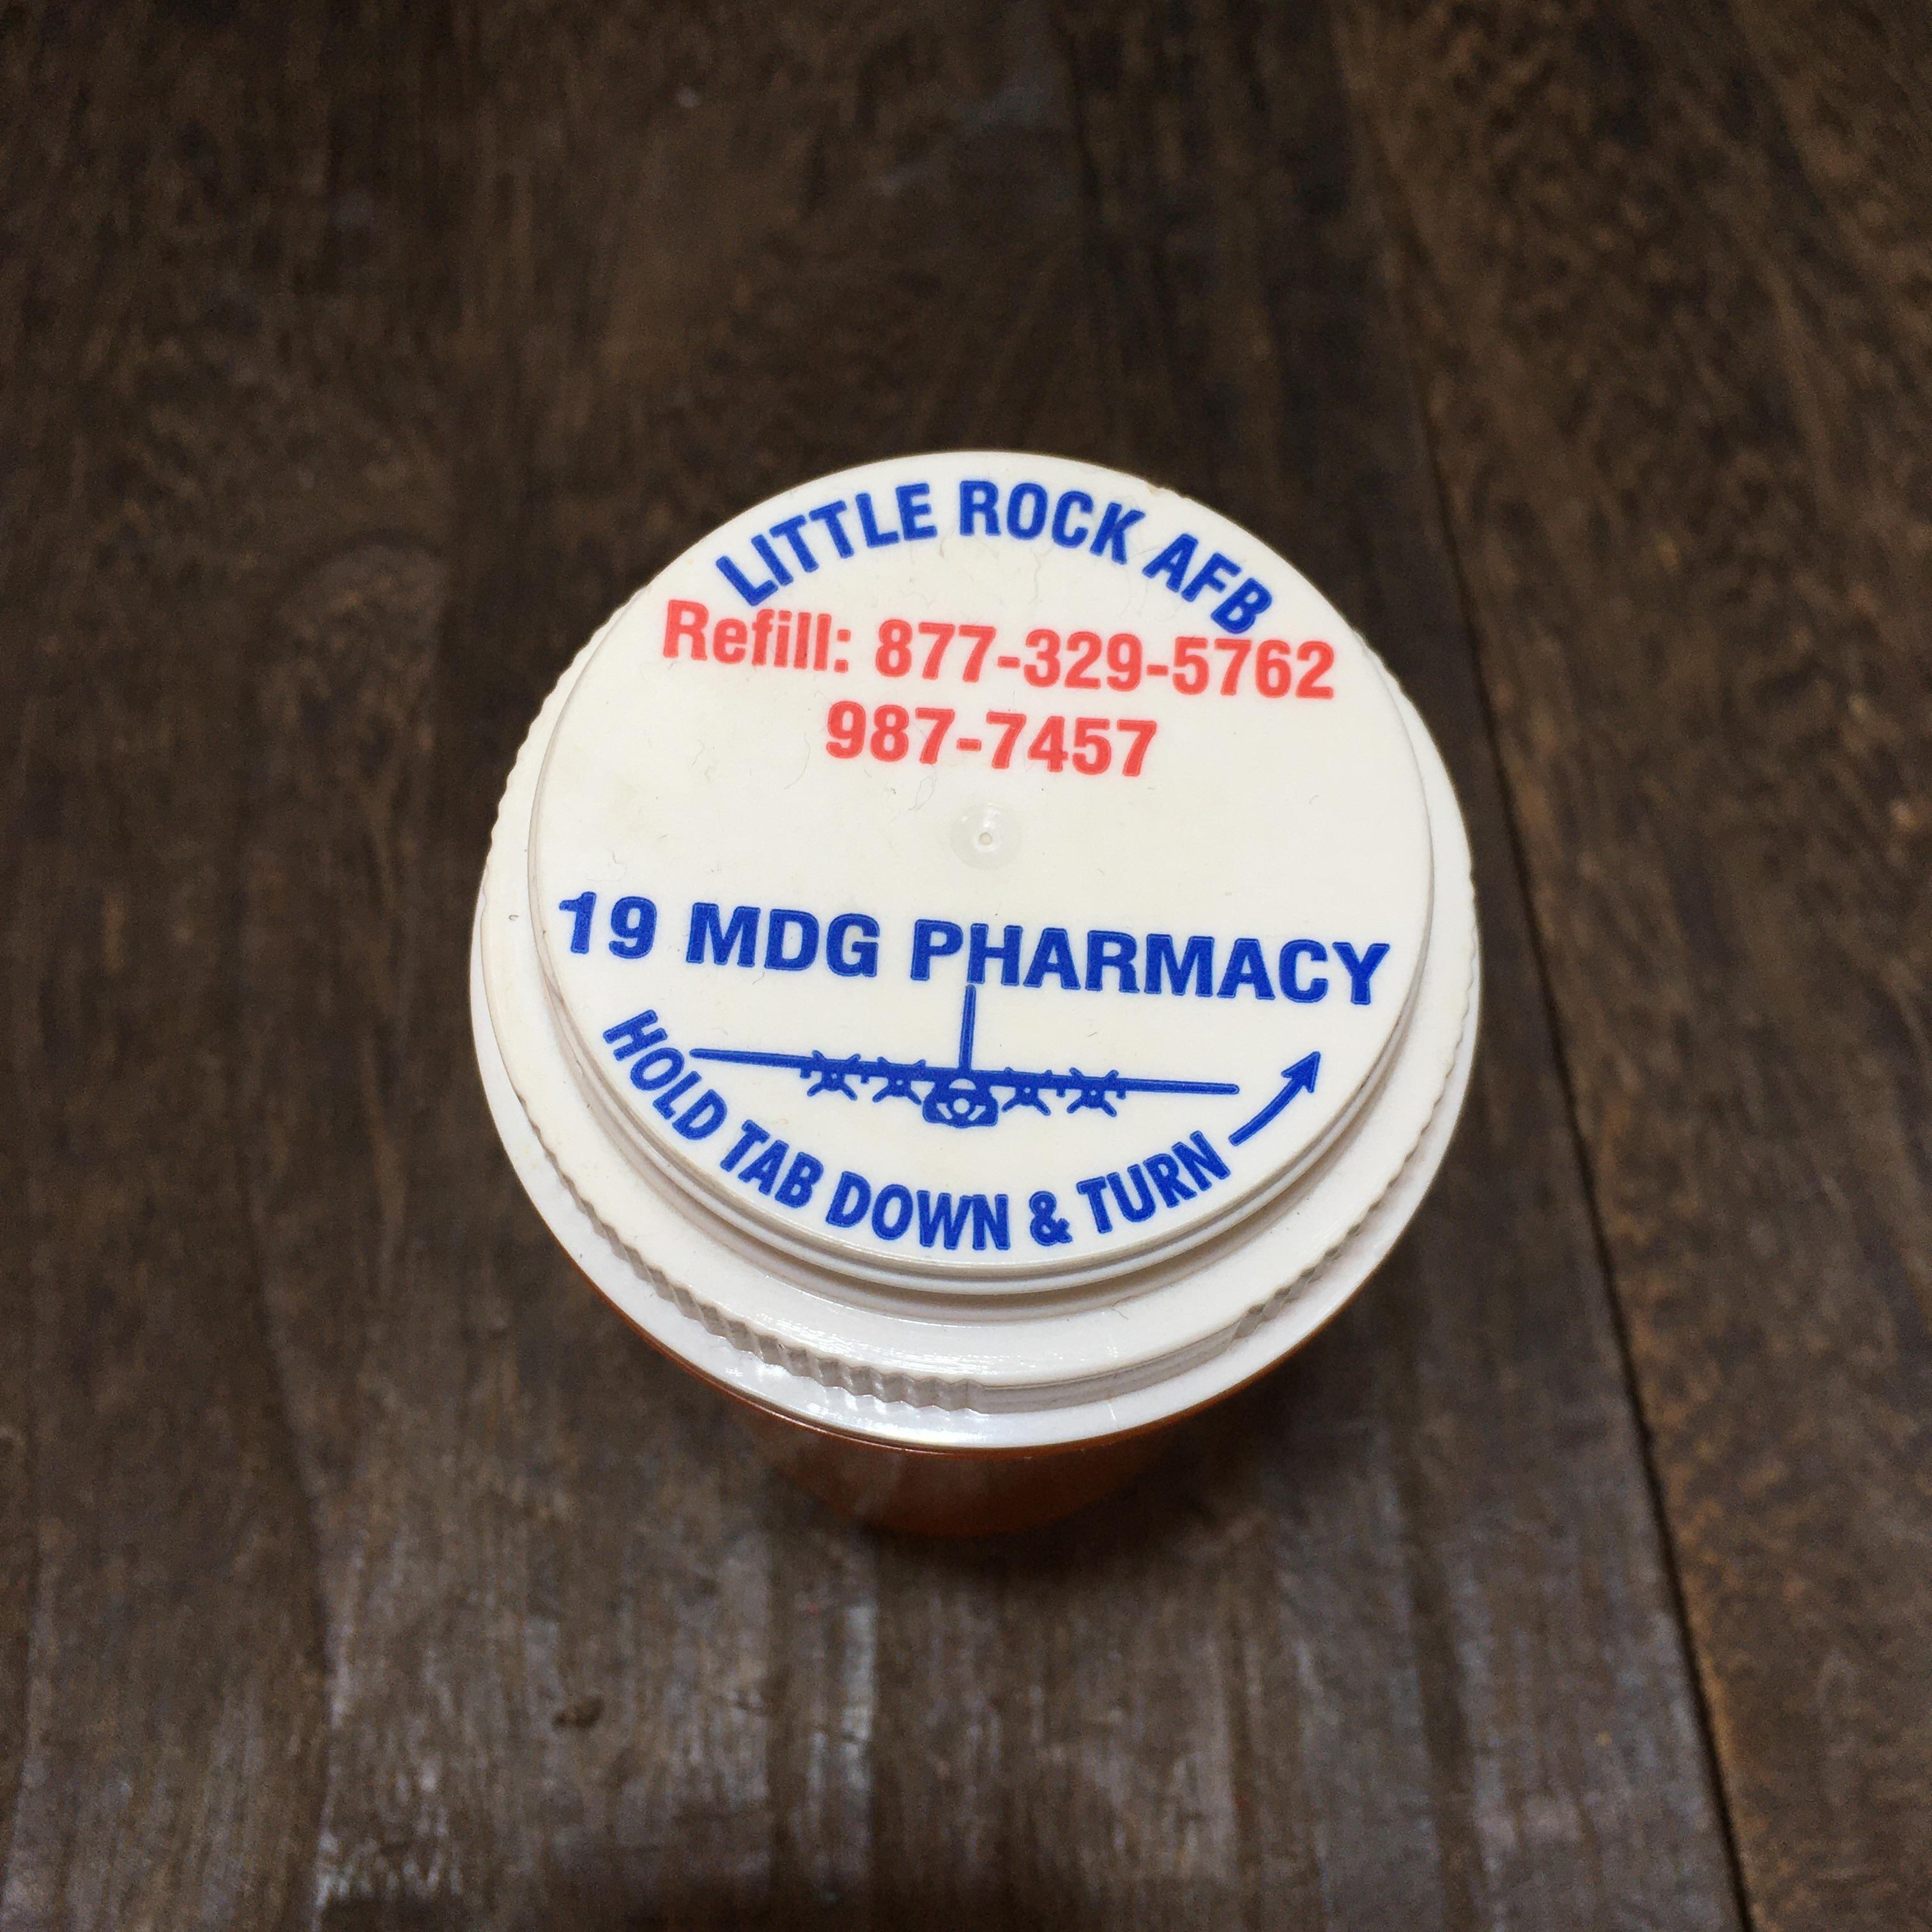 LITTLE ROCK AFB
Refill: 877-329-5762
987-7457
19 MDG PHARMACY
HOLD TAB DOWN & TURN